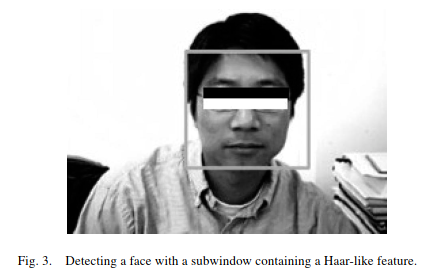 Fig. 3. Detecting a face with a subwindow containing a Haar-like feature.